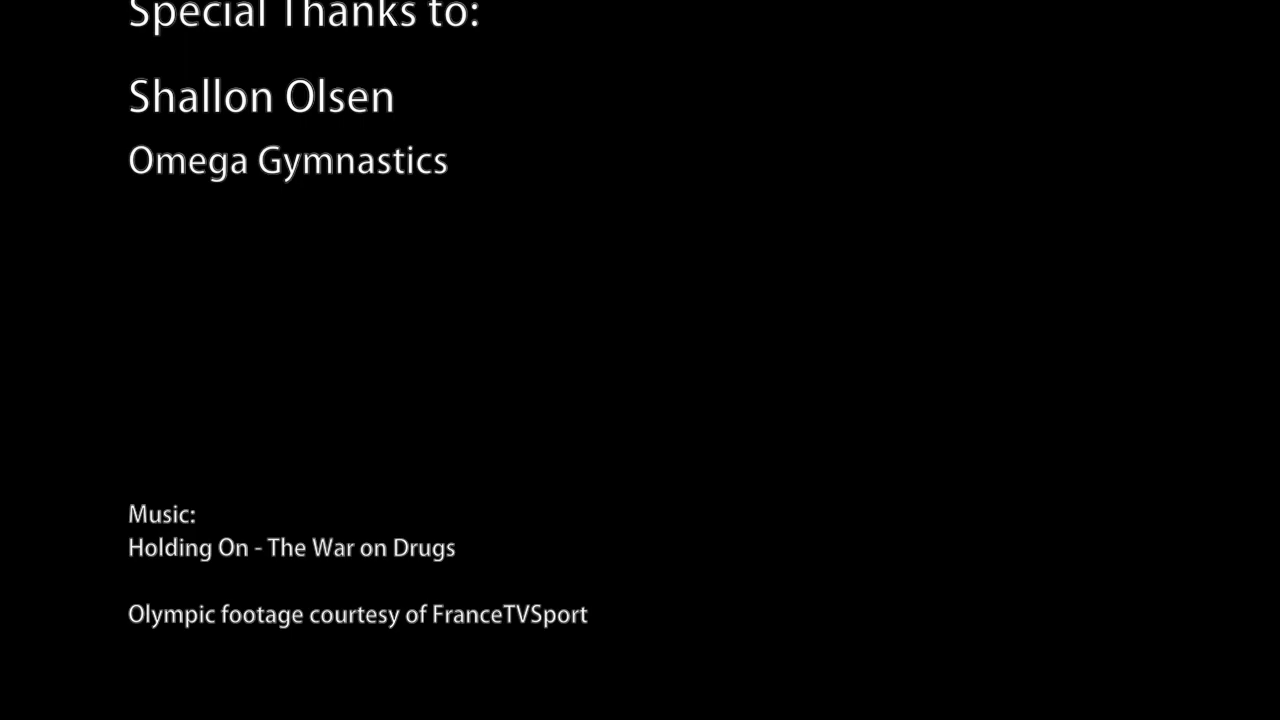 Special Thanks to:
Shallon Olsen
Omega Gymnastics
Music:
Holding On - The War on Drugs
Olympic footage courtesy of FranceTVSport